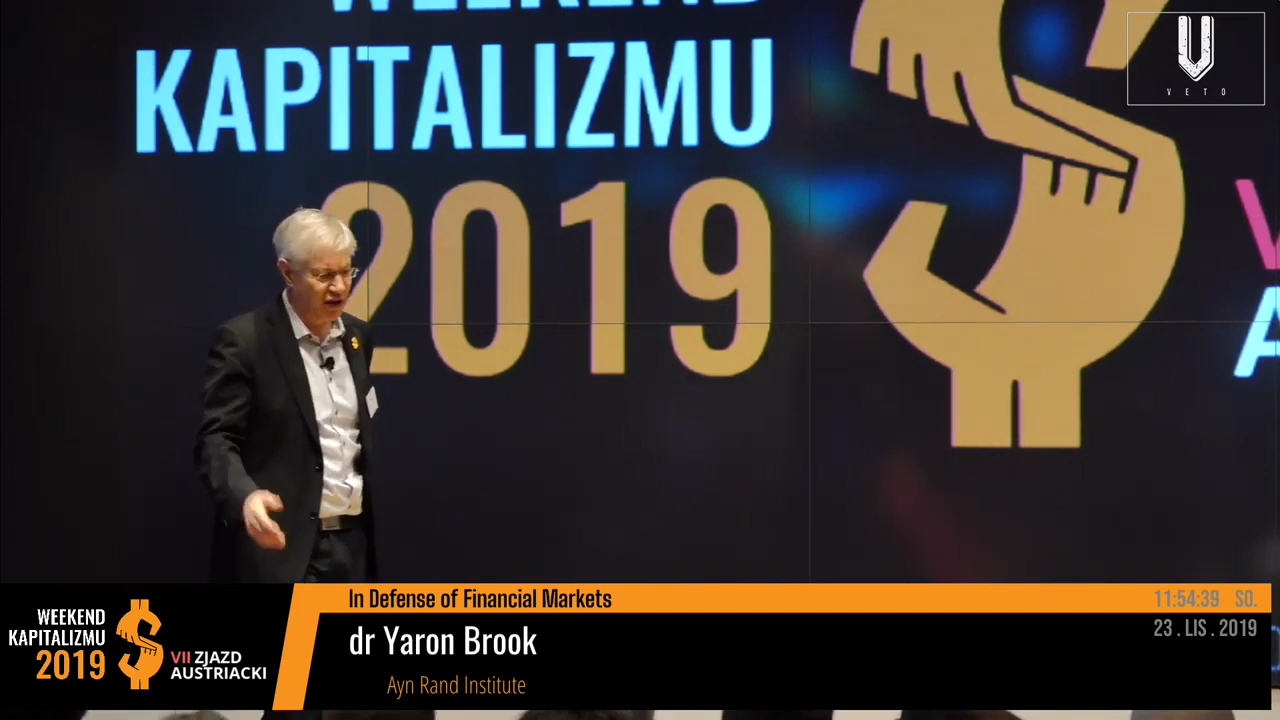 WEEKEND
KAPITALIZMU
2019
VETO
In Defense of Financial Markets
11:54:39 SO.
dr Yaron Brook
23 . LIS . 2019
Ayn Rand Institute
WEEKEND
KAPITALIZMU
2019
VII ZJAZD
AUSTRIACKI